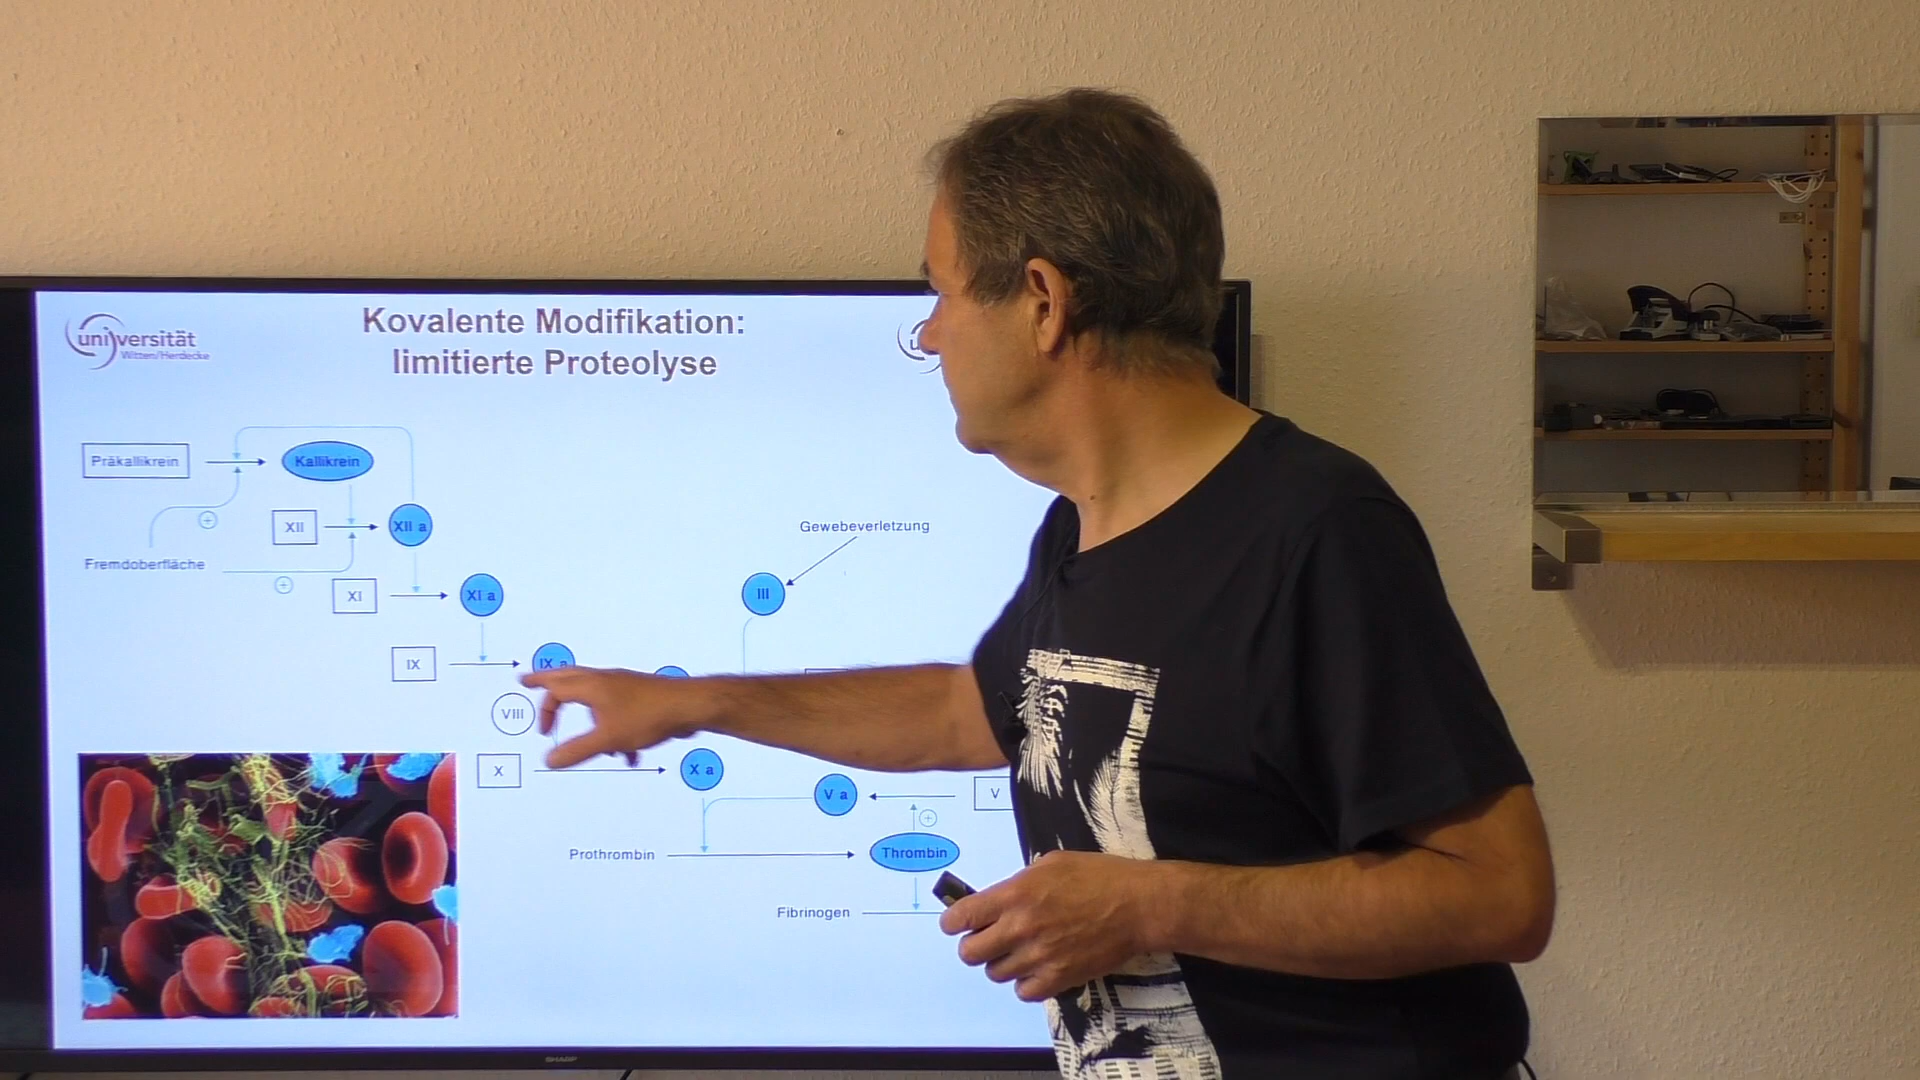 universität
Witten/Herdecke
Kovalente Modifikation:
limitierte Proteolyse
Präkallikrein
Kallikrein
XII
XII a
Fremdoberfläche
Gewebeverletzung
XI
XI a
III
IX
IX a
VIII
X
X a
V a
V
Prothrombin
Thrombin
Fibrinogen
SHARP